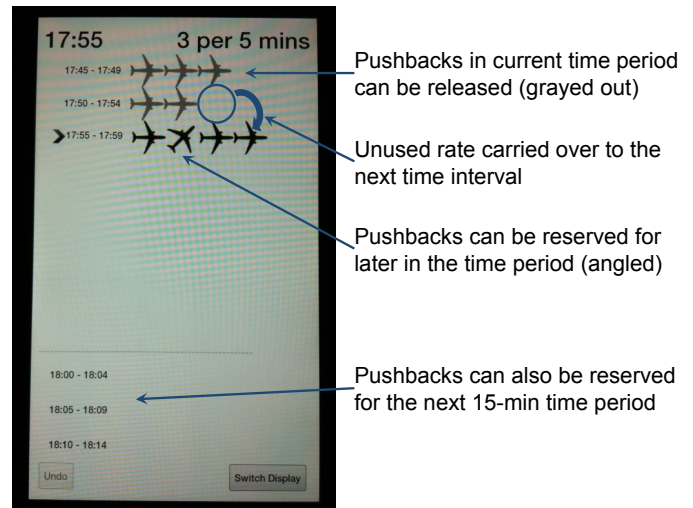 17:55 3 per 5 mins
17:45 - 17:49
17:50 - 17:54
17:55 - 17:59
18:00 - 18:04
18:05 - 18:09
18:10 - 18:14
Undo Switch Display
Pushbacks in current time period
can be released (grayed out)
Unused rate carried over to the
next time interval
Pushbacks can be reserved for
later in the time period (angled)
Pushbacks can also be reserved
for the next 15-min time period